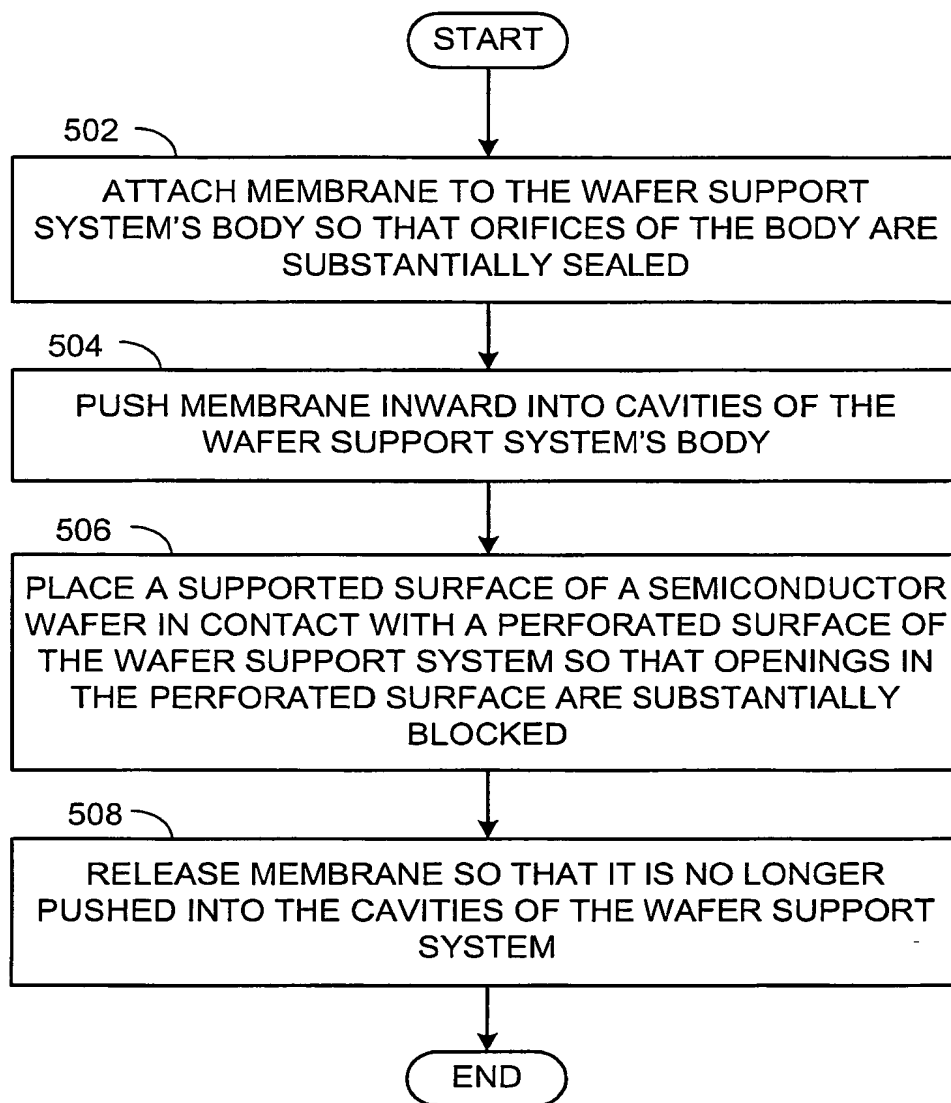 START
502
ATTACH MEMBRANE TO THE WAFER SUPPORT
SYSTEM'S BODY SO THAT ORIFICES OF THE BODY ARE
SUBSTANTIALLY SEALED
504
PUSH MEMBRANE INWARD INTO CAVITIES OF THE
WAFER SUPPORT SYSTEM'S BODY
506
PLACE A SUPPORTED SURFACE OF A SEMICONDUCTOR
WAFER IN CONTACT WITH A PERFORATED SURFACE OF
THE WAFER SUPPORT SYSTEM SO THAT OPENINGS IN
THE PERFORATED SURFACE ARE SUBSTANTIALLY
BLOCKED
508
RELEASE MEMBRANE SO THAT IT IS NO LONGER
PUSHED INTO THE CAVITIES OF THE WAFER SUPPORT
SYSTEM
END